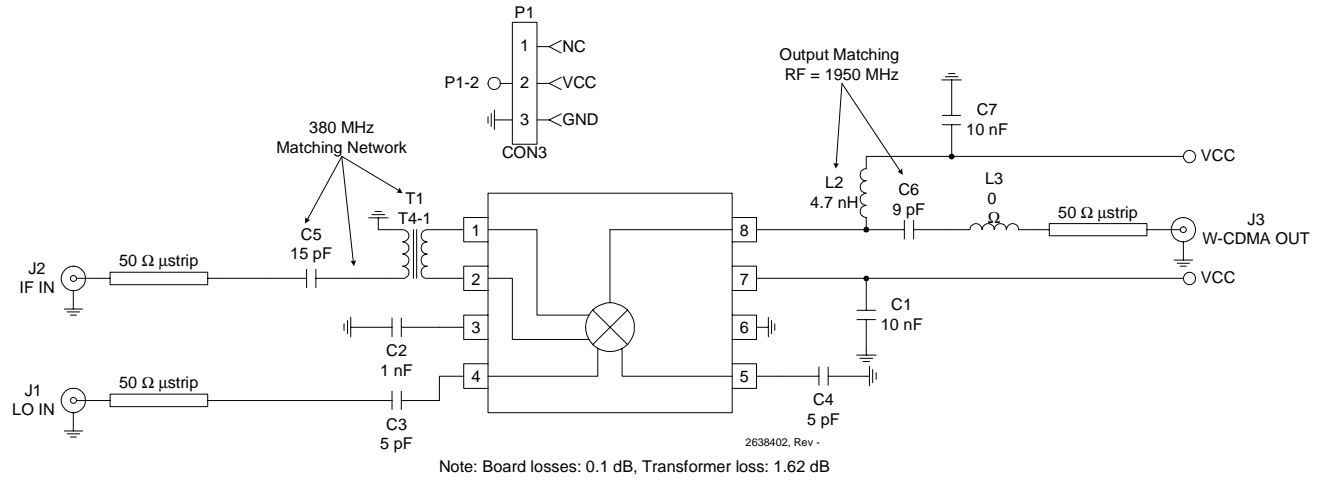 P1
1
NC
P1-2
2
VCC
3
GND
CON3
Output Matching
RF = 1950 MHz
C7
10 nF
VCC
380 MHz
Matching Network
T1
T4-1
L2
4.7 nH
C6
9 pF
L3
0
Ω
50 Ω μstrip
J3
W-CDMA OUT
C5
15 pF
J2
IF IN
50 Ω μstrip
1
2
3
4
8
7
6
5
VCC
C1
10 nF
C2
1 nF
J1
LO IN
50 Ω μstrip
C3
5 pF
C4
5 pF
2638402, Rev -
Note: Board losses: 0.1 dB, Transformer loss: 1.62 dB